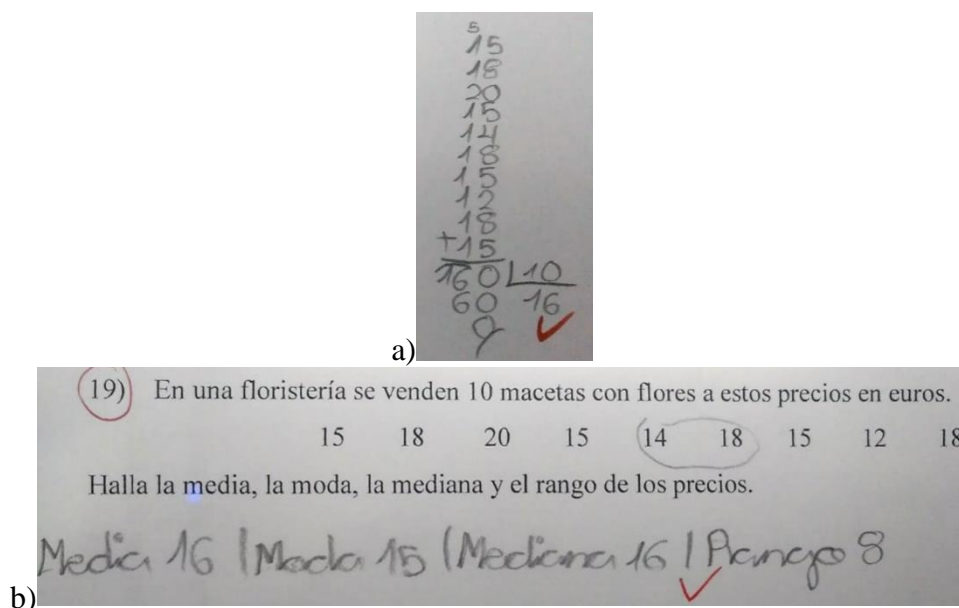 5
15
18
20
15
14
18
15
12
18
+15
160 10
60 16
0
a)
19) En una floristería se venden 10 macetas con flores a estos precios en euros.
15 18 20 15 14 18 15 12 18
Halla la media, la moda, la mediana y el rango de los precios.
Media 16 | Moda 15 | Mediana 16 | Rango 8
b)